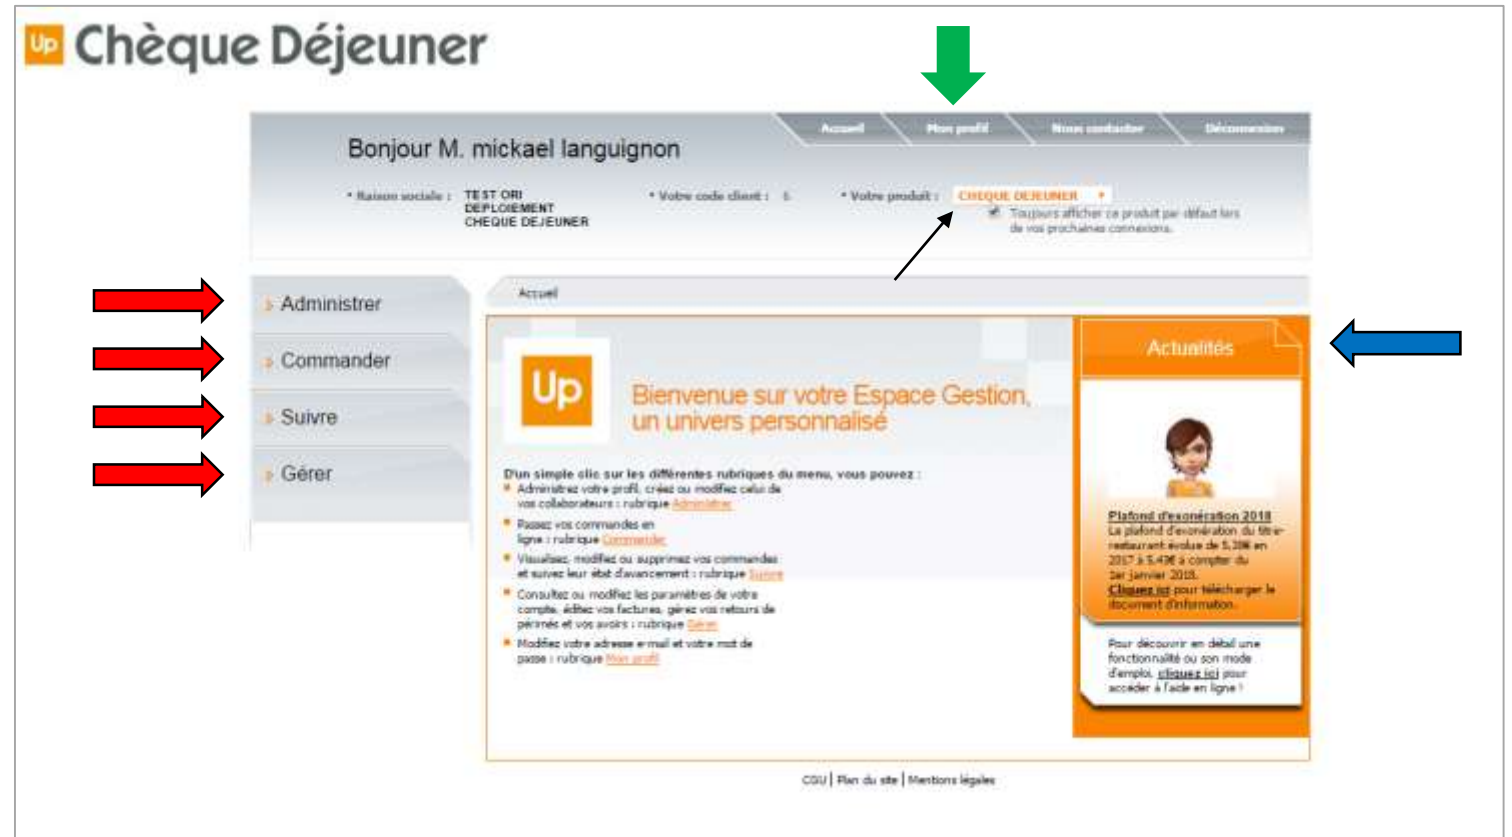 Up Chèque Déjeuner
Accueil Mon profil Nous contacter Déconnexion
Bonjour M. mickael languignon
• Raison sociale : TEST ORI • Votre code client : 6 • Votre produit : CHEQUE DEJEUNER
DEPLOIEMENT
CHEQUE DEJEUNER
Toujours afficher ce produit par défaut lors
de vos prochaines connexions.
Administrer
Commander
Suivre
Gérer
Accueil
Up
Bienvenue sur votre Espace Gestion,
un univers personnalisé
D'un simple clic sur les différentes rubriques du menu, vous pouvez :
Administrez votre profil, créez ou modifiez celui de
vos collaborateurs : rubrique Administrer
Passez vos commandes en
ligne : rubrique Commander
Visualisez, modifiez ou supprimez vos commandes
et suivez leur état d'avancement : rubrique Suivre
Consultez ou modifiez les paramètres de votre
compte, éditez vos factures, gérez vos retours de
périmés et vos avoirs : rubrique Gérer
Modifiez votre adresse e-mail et votre mot de
passe : rubrique Mon profil
Actualités
Plafond d'exonération 2018
Le plafond d'exonération du titre-
restaurant évolue de 5,38€ en
2017 à 5.43€ à compter du
1er janvier 2018.
Cliquez ici pour télécharger le
document d'information.
Pour découvrir en détail une
fonctionnalité ou son mode
d'emploi, cliquez ici pour
accéder à l'aide en ligne !
CGU | Plan du site | Mentions légales